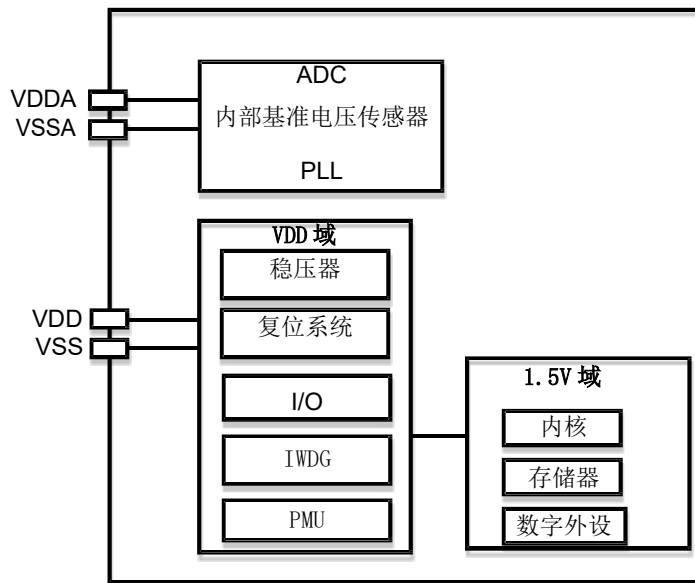 VDDA
VSSA
ADC
内部基准电压传感器
PLL
VDD 域
稳压器
复位系统
I/O
IWDG
PMU
VDD
VSS
1.5V 域
内核
存储器
数字外设